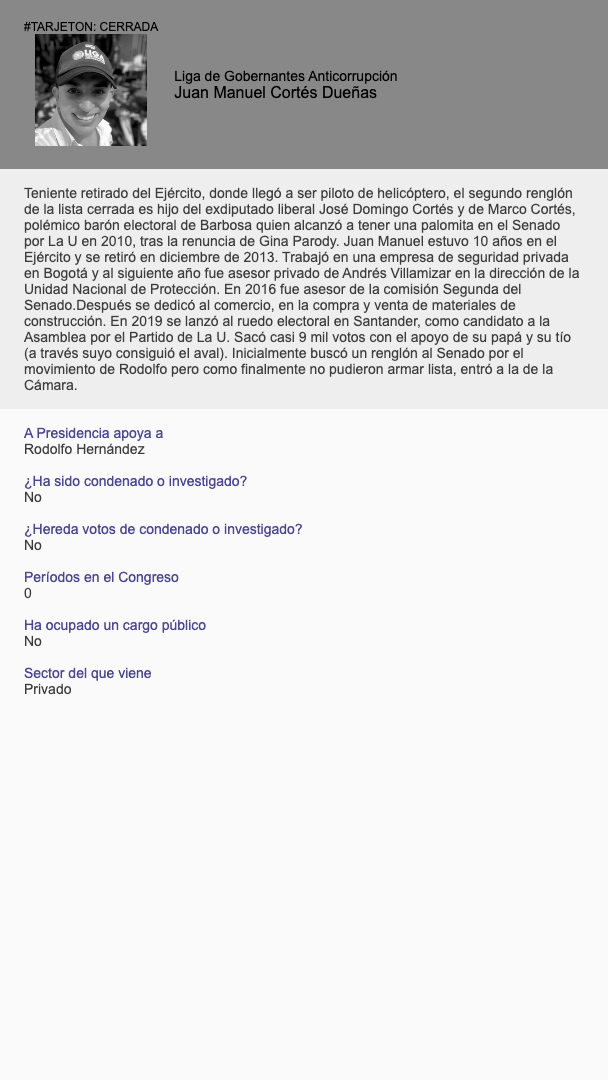 #TARJETON: CERRADA
LIGA
Liga de Gobernantes Anticorrupción
Juan Manuel Cortés Dueñas
Teniente retirado del Ejército, donde llegó a ser piloto de helicóptero, el segundo renglón
de la lista cerrada es hijo del exdiputado liberal José Domingo Cortés y de Marco Cortés,
polémico barón electoral de Barbosa quien alcanzó a tener una palomita en el Senado
por La U en 2010, tras la renuncia de Gina Parody. Juan Manuel estuvo 10 años en el
Ejército y se retiró en diciembre de 2013. Trabajó en una empresa de seguridad privada
en Bogotá y al siguiente año fue asesor privado de Andrés Villamizar en la dirección de la
Unidad Nacional de Protección. En 2016 fue asesor de la comisión Segunda del
Senado.Después se dedicó al comercio, en la compra y venta de materiales de
construcción. En 2019 se lanzó al ruedo electoral en Santander, como candidato a la
Asamblea por el Partido de La U. Sacó casi 9 mil votos con el apoyo de su papá y su tío
(a través suyo consiguió el aval). Inicialmente buscó un renglón al Senado por el
movimiento de Rodolfo pero como finalmente no pudieron armar lista, entró a la de la
Cámara.
A Presidencia apoya a
Rodolfo Hernández
¿Ha sido condenado o investigado?
No
¿Hereda votos de condenado o investigado?
No
Períodos en el Congreso
0
Ha ocupado un cargo público
No
Sector del que viene
Privado